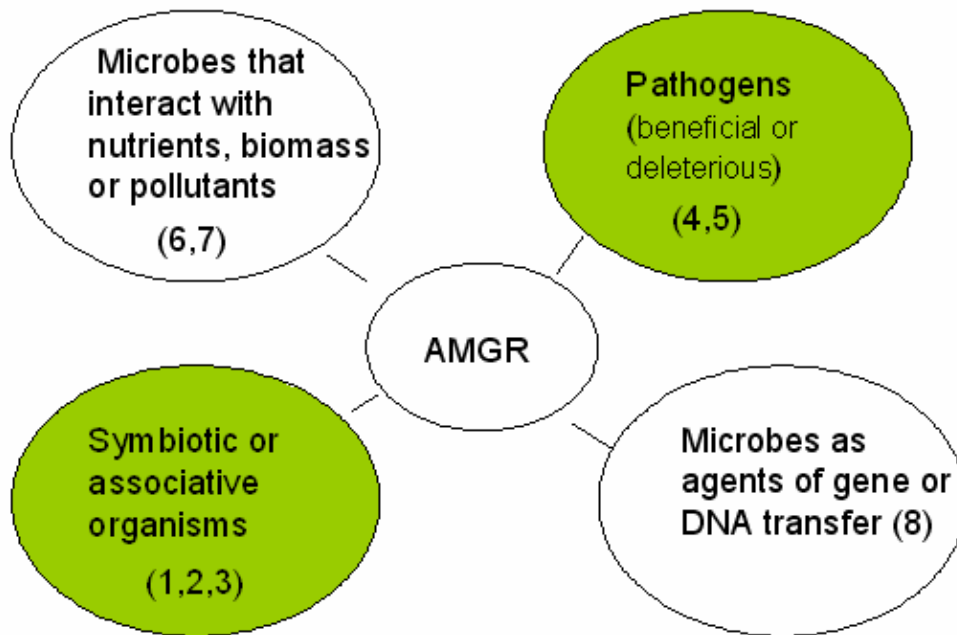 Microbes that
interact with
nutrients, biomass
or pollutants
(6,7)
Pathogens
(beneficial or
deleterious)
(4,5)
AMGR
Symbiotic or
associative
organisms
(1,2,3)
Microbes as
agents of gene or
DNA transfer (8)